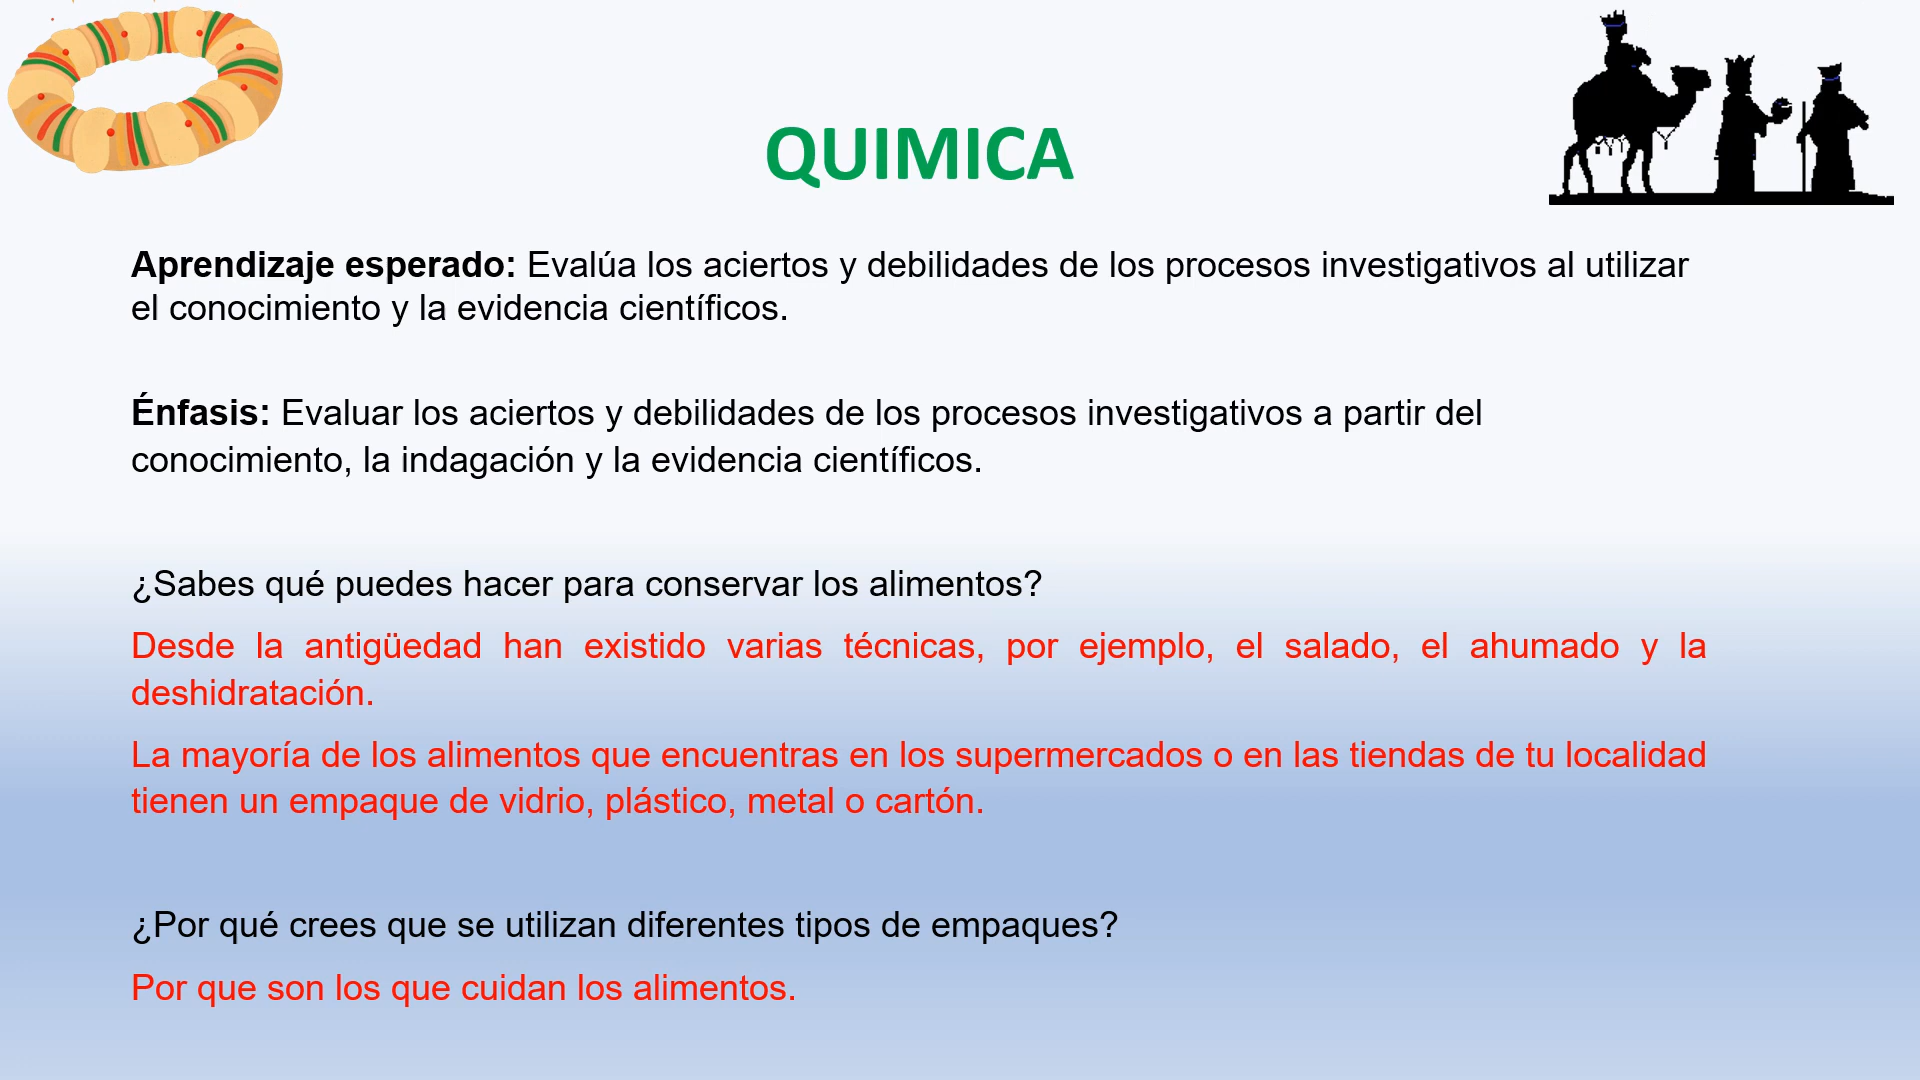 QUIMICA
Aprendizaje esperado: Evalúa los aciertos y debilidades de los procesos investigativos al utilizar
el conocimiento y la evidencia científicos.
Énfasis: Evaluar los aciertos y debilidades de los procesos investigativos a partir del
conocimiento, la indagación y la evidencia científicos.
¿Sabes qué puedes hacer para conservar los alimentos?
Desde la antigüedad han existido varias técnicas, por ejemplo, el salado, el ahumado y la
deshidratación.
La mayoría de los alimentos que encuentras en los supermercados o en las tiendas de tu localidad
tienen un empaque de vidrio, plástico, metal o cartón.
¿Por qué crees que se utilizan diferentes tipos de empaques?
Por que son los que cuidan los alimentos.